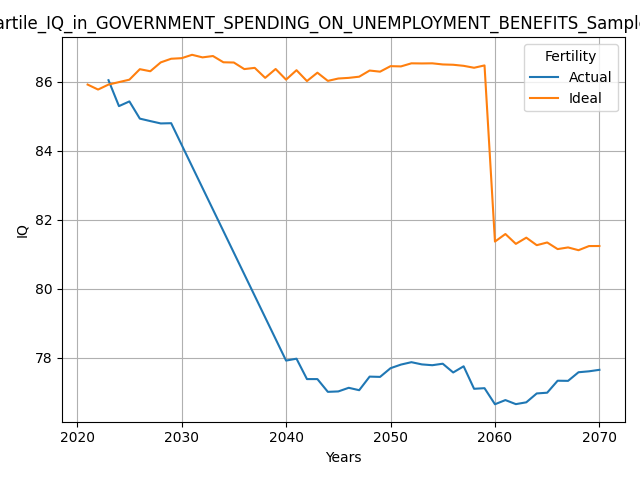 artile_IQ_in_GOVERNMENT_SPENDING_ON_UNEMPLOYMENT_BENEFITS_Sample
Fertility
Actual
Ideal
86
84
82
80
78
IQ
2020 2030 2040 2050 2060 2070
Years